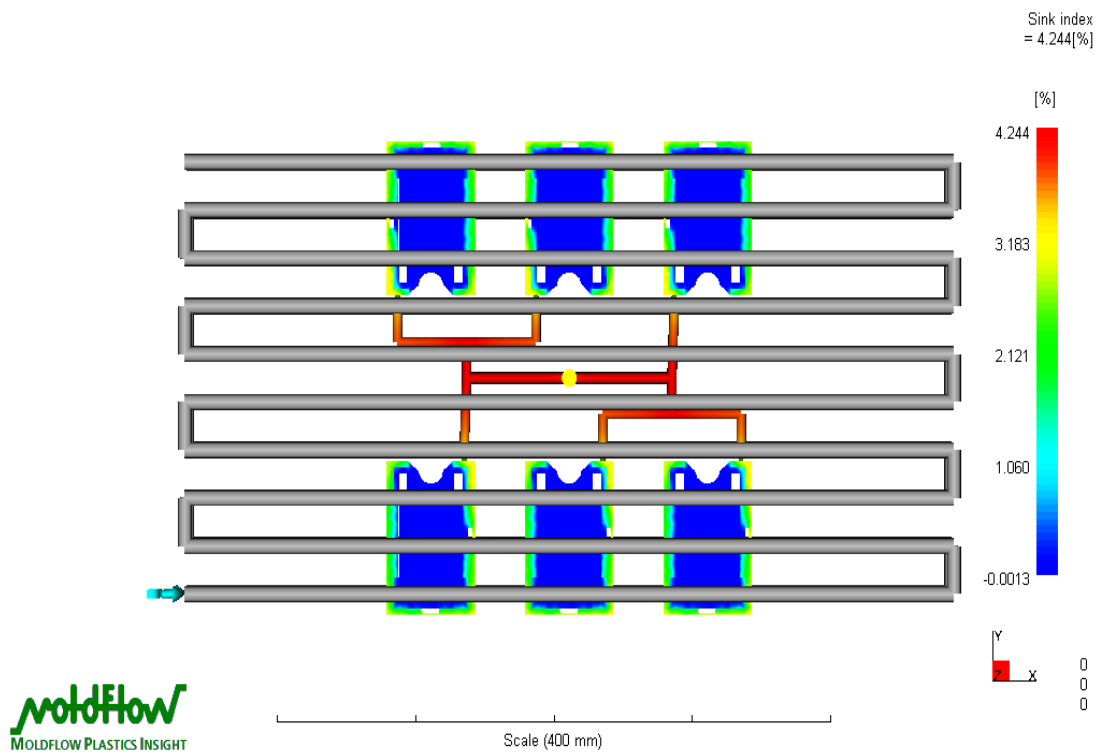 Sink index
= 4.244[%]
[%]
4.244
3.183
2.121
1.060
-0.0013
Y
Z X
0
0
0
moldflow
MOLDFLOW PLASTICS INSIGHT
Scale (400 mm)